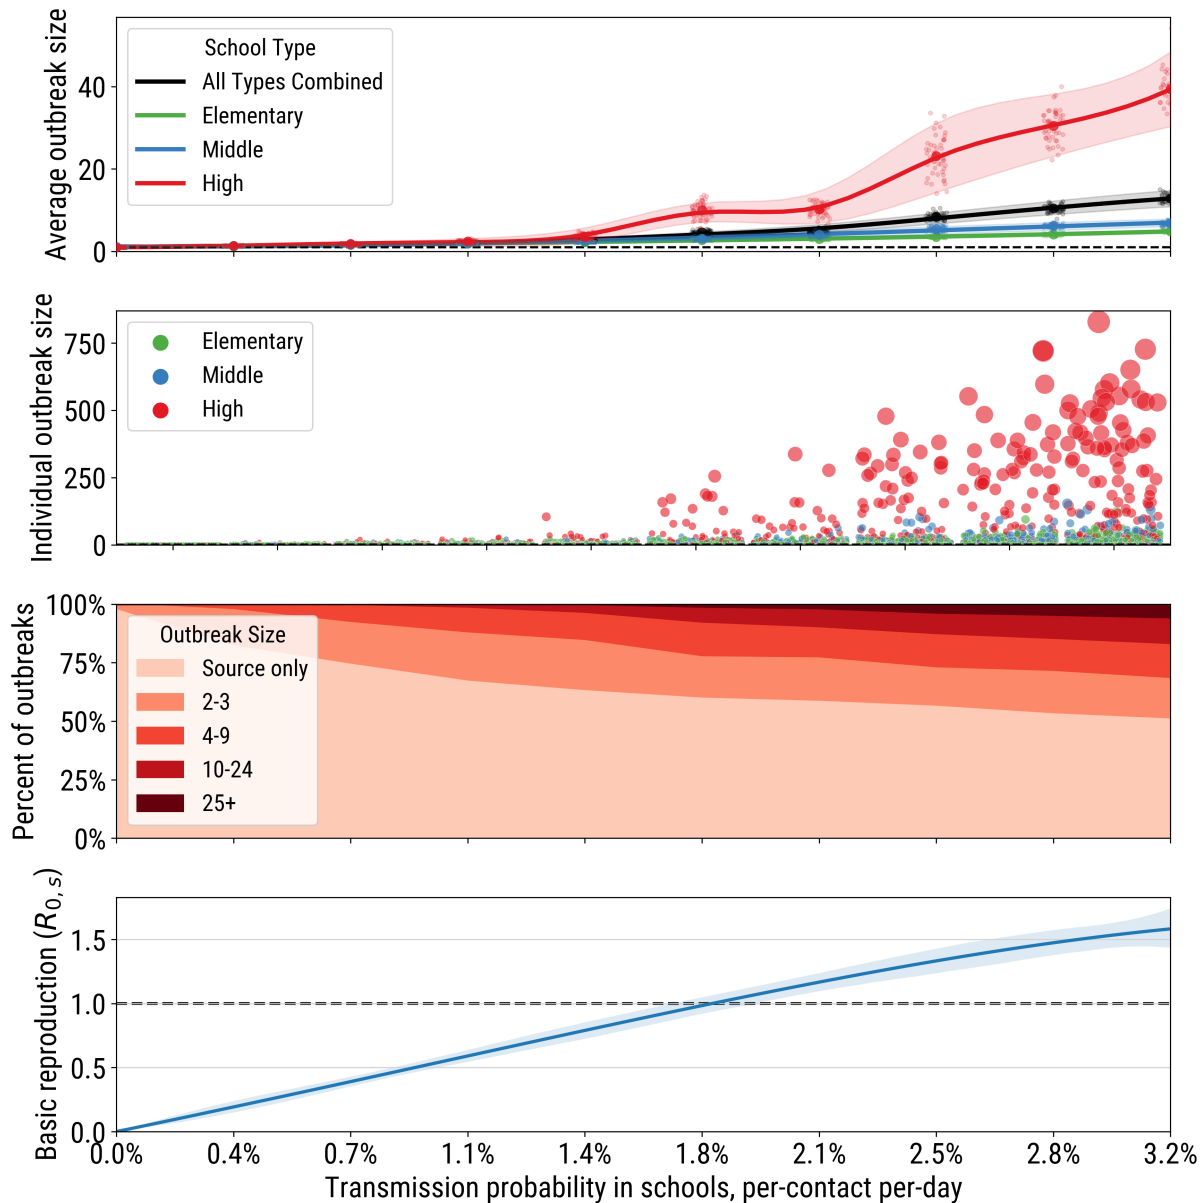 Average outbreak size
40
20
0
School Type
All Types Combined
Elementary
Middle
High
Individual outbreak size
750
500
250
0
Elementary
Middle
High
Percent of outbreaks
100%
75%
50%
25%
0%
Outbreak Size
Source only
2-3
4-9
10-24
25+
Basic reproduction (R0, s)
1.5
1.0
0.5
0.0
0.0% 0.4% 0.7% 1.1% 1.4% 1.8% 2.1% 2.5% 2.8% 3.2%
Transmission probability in schools, per-contact per-day